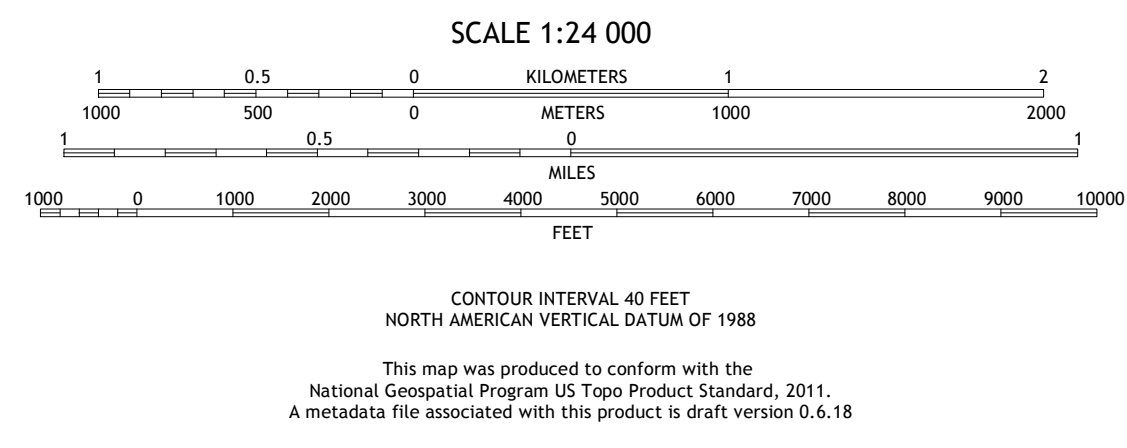 SCALE 1:24 000
1 0.5 0 KILOMETERS 1 2
1000 500 0 METERS 1000 2000
1 0.5 0 1
MILES
1000 0 1000 2000 3000 4000 5000 6000 7000 8000 9000 10000
FEET
CONTOUR INTERVAL 40 FEET
NORTH AMERICAN VERTICAL DATUM OF 1988
This map was produced to conform with the
National Geospatial Program US Topo Product Standard, 2011.
A metadata file associated with this product is draft version 0.6.18